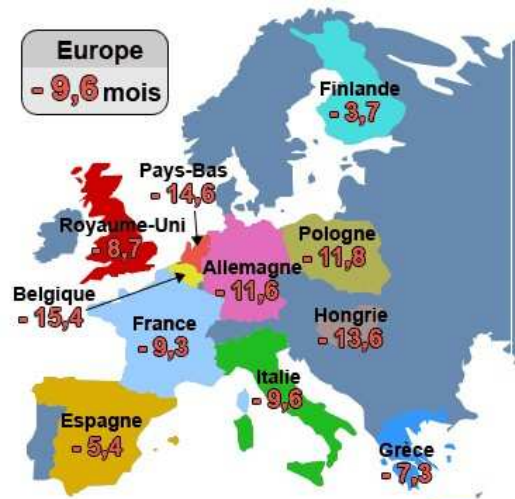 Europe
- 9,6 mois
Finlande
- 3,7
Pays-Bas
- 14,6
Royaume-Uni
- 8,7
Pologne
- 11,8
Allemagne
- 11,6
Belgique
- 15,4
Hongrie
- 13,6
France
- 9,3
Italie
- 9,6
Espagne
- 5,4
Grèce
- 7,3